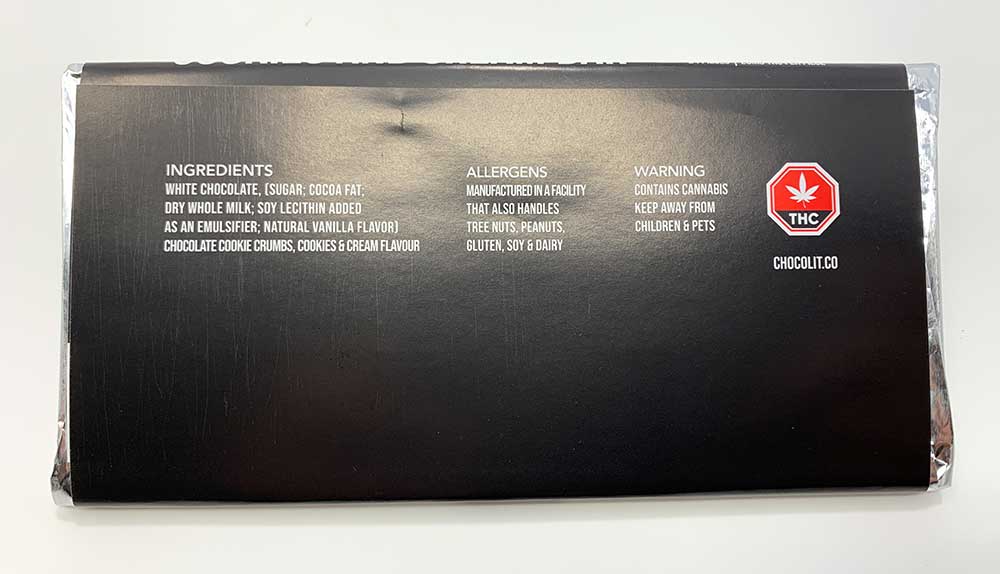 INGREDIENTS
WHITE CHOCOLATE, (SUGAR; COCOA FAT;
DRY WHOLE MILK; SOY LECITHIN ADDED
AS AN EMULSIFIER; NATURAL VANILLA FLAVOR)
CHOCOLATE COOKIE CRUMBS, COOKIES & CREAM FLAVOUR
ALLERGENS
MANUFACTURED IN A FACILITY
THAT ALSO HANDLES
TREE NUTS, PEANUTS,
GLUTEN, SOY & DAIRY
WARNING
CONTAINS CANNABIS
KEEP AWAY FROM
CHILDREN & PETS
THC
CHOCOLIT.CO